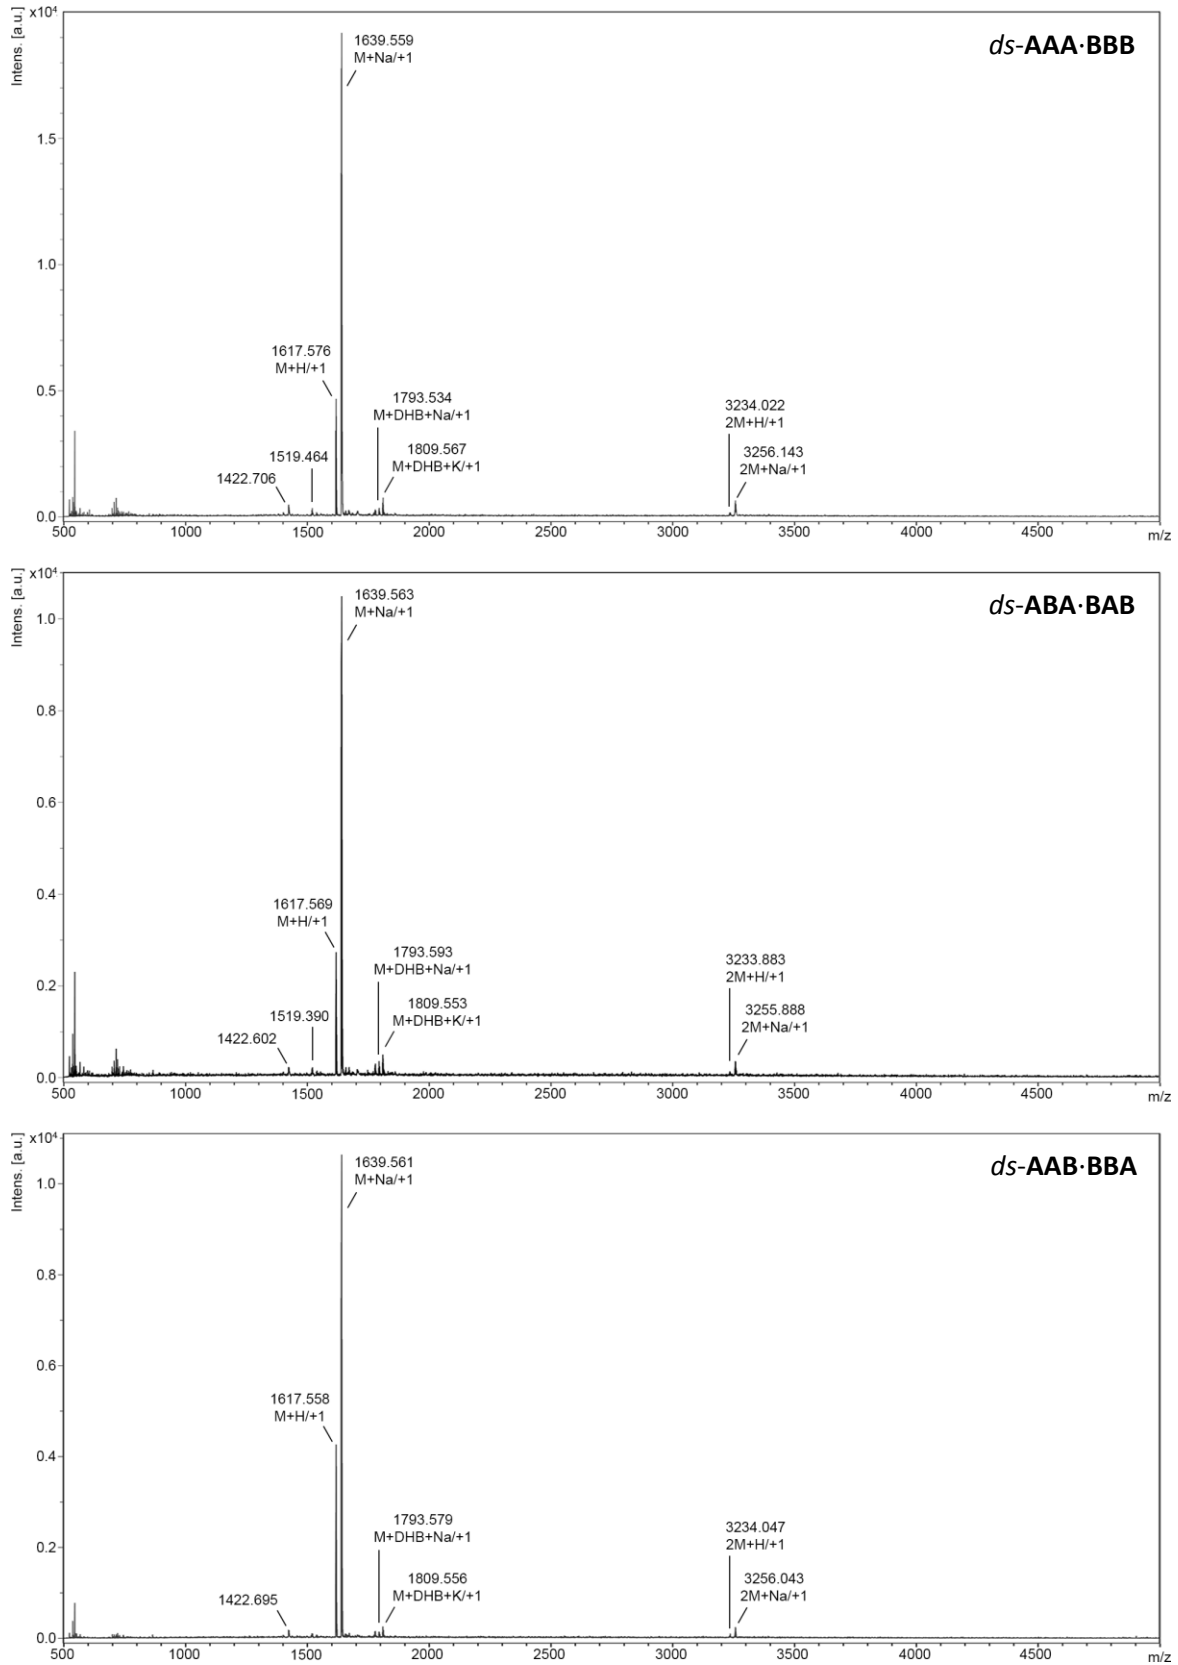 x10⁴
Intens. [a.u.]
ds-AAA·BBB
1639.559
M+Na/+1
1.5
1.0
1617.576
M+H/+1
0.5
1793.534
M+DHB+Na/+1
3234.022
2M+H/+1
1519.464
1809.567
M+DHB+K/+1
3256.143
2M+Na/+1
1422.706
0.0
500 1000 1500 2000 2500 3000 3500 4000 4500 m/z
x10⁴
Intens. [a.u.]
ds-ABA·BAB
1639.563
M+Na/+1
1.0
0.8
0.6
0.4
1617.569
M+H/+1
1793.593
M+DHB+Na/+1
3233.883
2M+H/+1
0.2
1519.390
1809.553
M+DHB+K/+1
3255.888
2M+Na/+1
1422.602
0.0
500 1000 1500 2000 2500 3000 3500 4000 4500 m/z
x10⁴
Intens. [a.u.]
ds-AAB·BBA
1639.561
M+Na/+1
1.0
0.8
0.6
1617.558
M+H/+1
0.4
1793.579
M+DHB+Na/+1
3234.047
2M+H/+1
0.2
1809.556
M+DHB+K/+1
3256.043
2M+Na/+1
1422.695
0.0
500 1000 1500 2000 2500 3000 3500 4000 4500 m/z